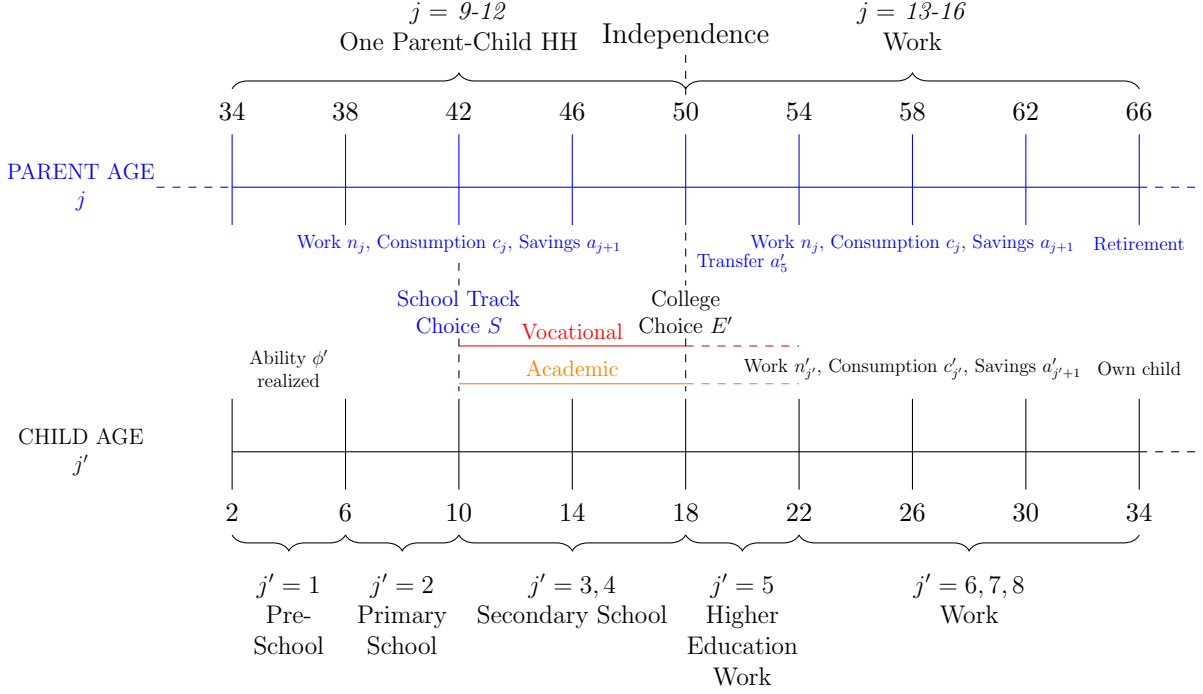 j = 9-12
One Parent-Child HH
Independence
j = 13-16
Work
34 38 42 46 50 54 58 62 66
PARENT AGE
j
Work n_j, Consumption c_j, Savings a_{j+1}
Work n_j, Consumption c_j, Savings a_{j+1}
Retirement
Transfer a′_5
School Track
Choice S
College
Choice E′
Vocational
Ability ϕ′
realized
Academic
Work n′_{j′}, Consumption c′_{j′}, Savings a′_{j′+1}
Own child
CHILD AGE
j′
2 6 10 14 18 22 26 30 34
j′ = 1
Pre-
School
j′ = 2
Primary
School
j′ = 3, 4
Secondary School
j′ = 5
Higher
Education
Work
j′ = 6, 7, 8
Work